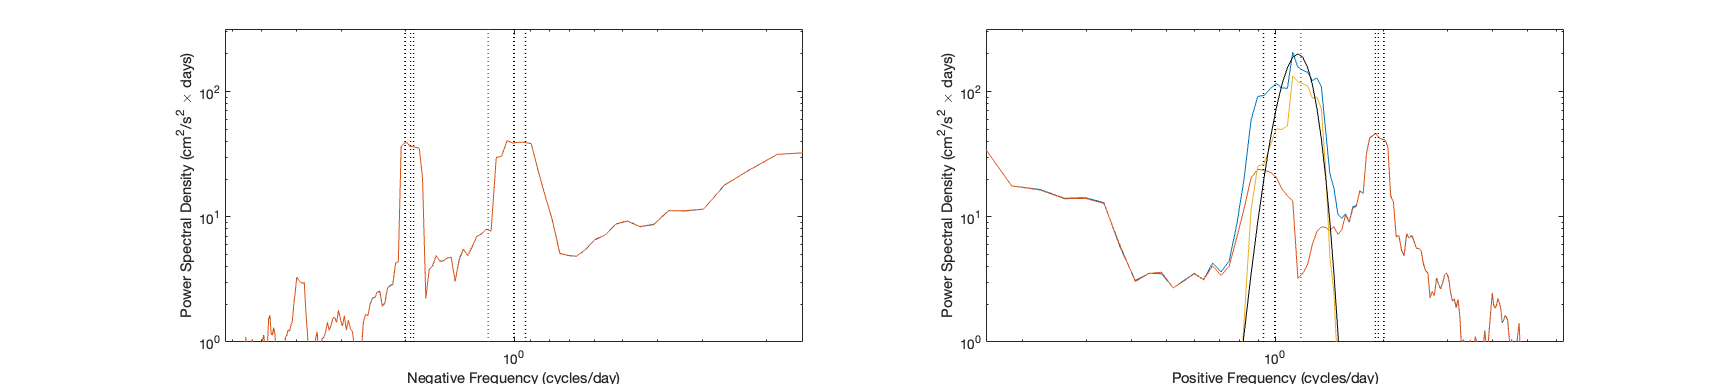 Power Spectral Density (cm²/s² × days)
10²
10¹
10⁰
10⁰
Negative Frequency (cycles/day)
Power Spectral Density (cm²/s² × days)
10²
10¹
10⁰
10⁰
Positive Frequency (cycles/day)